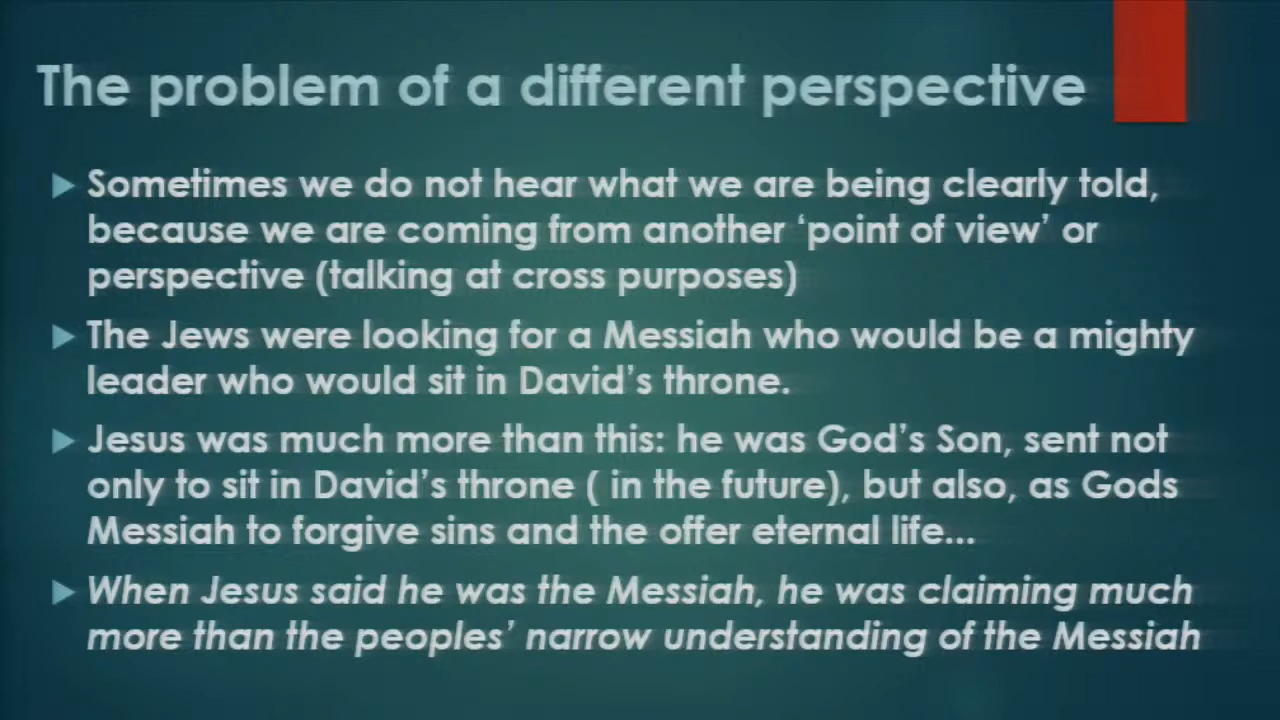 The problem of a different perspective
Sometimes we do not hear what we are being clearly told,
because we are coming from another ‘point of view’ or
perspective (talking at cross purposes)
The Jews were looking for a Messiah who would be a mighty
leader who would sit in David’s throne.
Jesus was much more than this: he was God’s Son, sent not
only to sit in David’s throne ( in the future), but also, as Gods
Messiah to forgive sins and the offer eternal life...
When Jesus said he was the Messiah, he was claiming much
more than the peoples’ narrow understanding of the Messiah